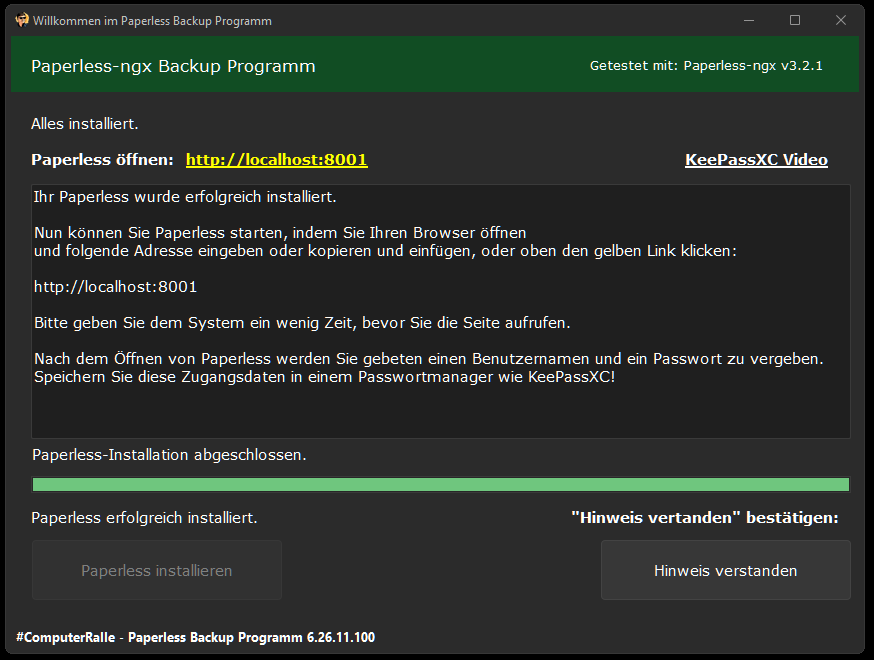 Willkommen im Paperless Backup Programm
Paperless-ngx Backup Programm
Getestet mit: Paperless-ngx v3.2.1
Alles installiert.
Paperless öffnen: http://localhost:8001
KeePassXC Video
Ihr Paperless wurde erfolgreich installiert.
Nun können Sie Paperless starten, indem Sie Ihren Browser öffnen
und folgende Adresse eingeben oder kopieren und einfügen, oder oben den gelben Link klicken:
http://localhost:8001
Bitte geben Sie dem System ein wenig Zeit, bevor Sie die Seite aufrufen.
Nach dem Öffnen von Paperless werden Sie gebeten einen Benutzernamen und ein Passwort zu vergeben.
Speichern Sie diese Zugangsdaten in einem Passwortmanager wie KeePassXC!
Paperless-Installation abgeschlossen.
Paperless erfolgreich installiert.
"Hinweis vertanden" bestätigen:
Paperless installieren
Hinweis verstanden
#ComputerRalle - Paperless Backup Programm 6.26.11.100